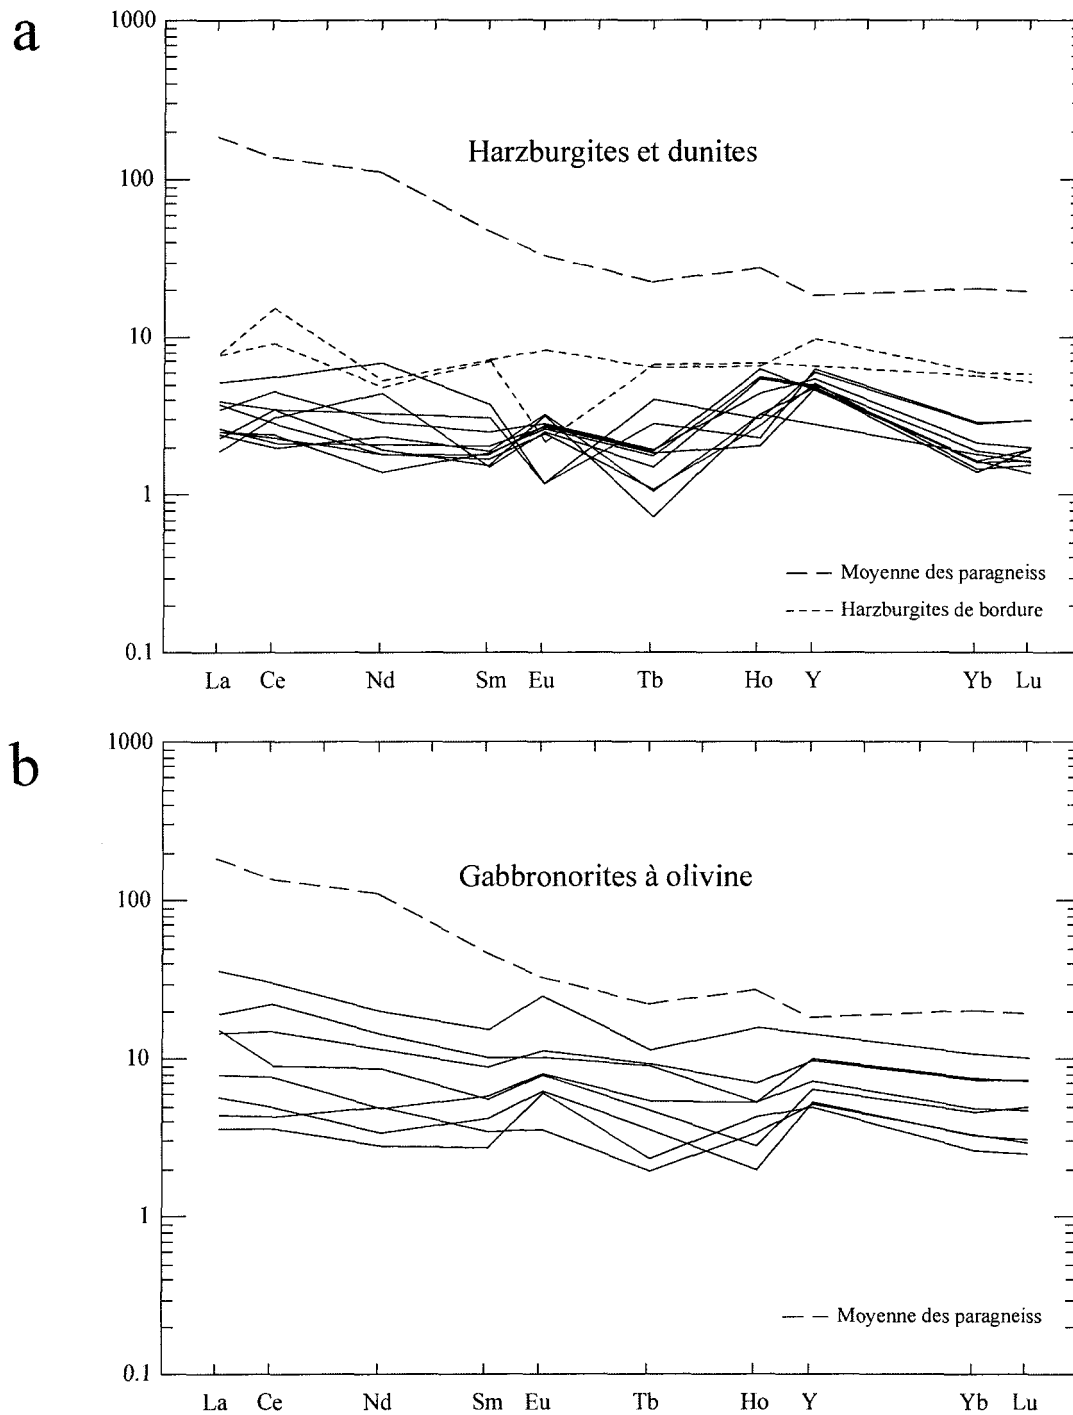 a
1000
100
10
1
0.1
Harzburgites et dunites
Moyenne des paragneiss
Harzburgites de bordure
La Ce Nd Sm Eu Tb Ho Y Yb Lu
b
1000
100
10
1
0.1
Gabbronorites à olivine
Moyenne des paragneiss
La Ce Nd Sm Eu Tb Ho Y Yb Lu